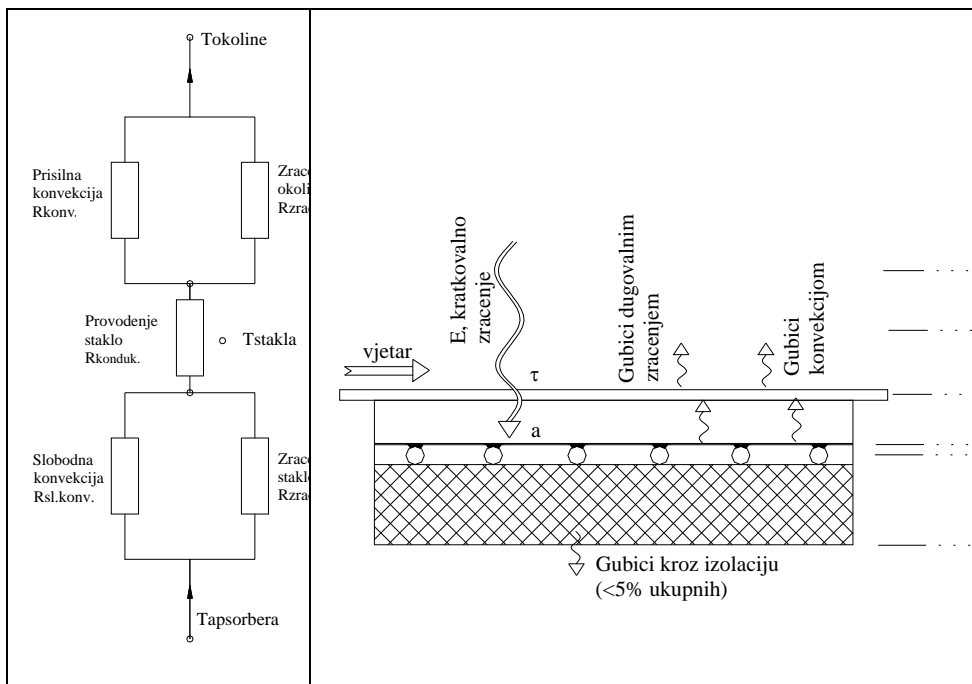 Tokoline
Prisilna
konvekcija
Rkonv.
Provodenje
staklo
Rkonduk.
Tstakla
Slobodna
konvekcija
Rsl.konv.
Tapsorbera
E, kratkovalno
zracenje
Gubici dugovalnim
zracenjem
Gubici
konvekcijom
vjetar
τ
a
Gubici kroz izolaciju
(<5% ukupnih)